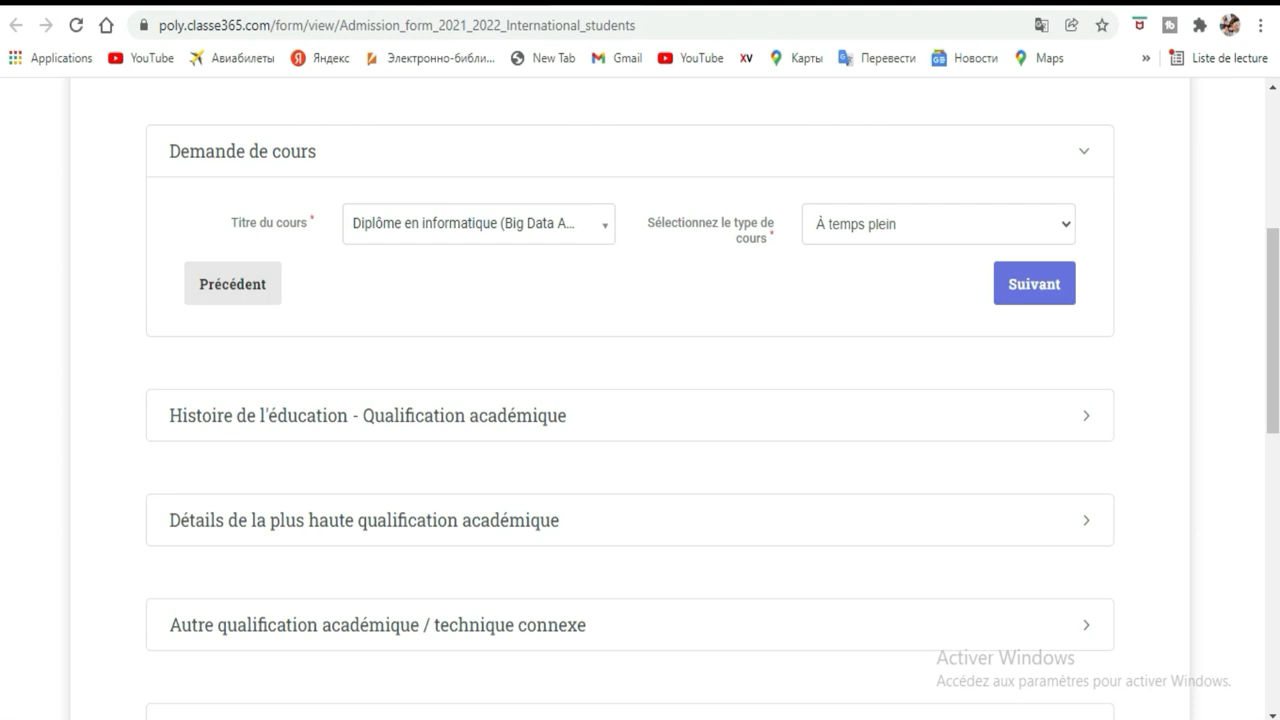 poly.classe365.com/form/view/Admission_form_2021_2022_International_students
Applications YouTube Авиабилеты Яндекс Электронно-библи... New Tab Gmail YouTube XV Карты Перевести Новости Maps » Liste de lecture
Demande de cours
Titre du cours * Diplôme en informatique (Big Data A... Sélectionnez le type de
cours * À temps plein
Précédent Suivant
Histoire de l'éducation - Qualification académique
Détails de la plus haute qualification académique
Autre qualification académique / technique connexe
Activer Windows
Accédez aux paramètres pour activer Windows.